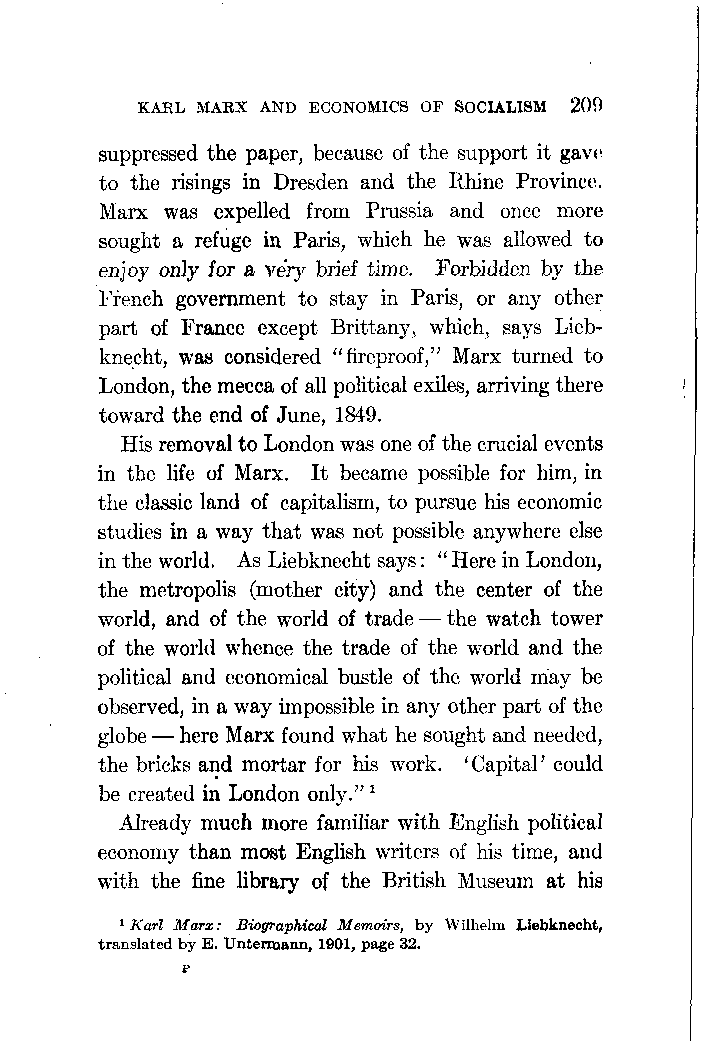 KARL MARX AND ECONOMICS OF SOCIALISM 209
suppressed the paper, because of the support it gave
to the risings in Dresden and the Rhine Province.
Marx was expelled from Prussia and once more
sought a refuge in Paris, which he was allowed to
enjoy only for a very brief time. Forbidden by the
French government to stay in Paris, or any other
part of France except Brittany, which, says Lieb-
knecht, was considered “fireproof,” Marx turned to
London, the mecca of all political exiles, arriving there
toward the end of June, 1849.
His removal to London was one of the crucial events
in the life of Marx. It became possible for him, in
the classic land of capitalism, to pursue his economic
studies in a way that was not possible anywhere else
in the world. As Liebknecht says: “Here in London,
the metropolis (mother city) and the center of the
world, and of the world of trade — the watch tower
of the world whence the trade of the world and the
political and economical bustle of the world may be
observed, in a way impossible in any other part of the
globe — here Marx found what he sought and needed,
the bricks and mortar for his work. ‘Capital’ could
be created in London only.” ¹
Already much more familiar with English political
economy than most English writers of his time, and
with the fine library of the British Museum at his
¹ Karl Marx: Biographical Memoirs, by Wilhelm Liebknecht,
translated by E. Untermann, 1901, page 32.
P